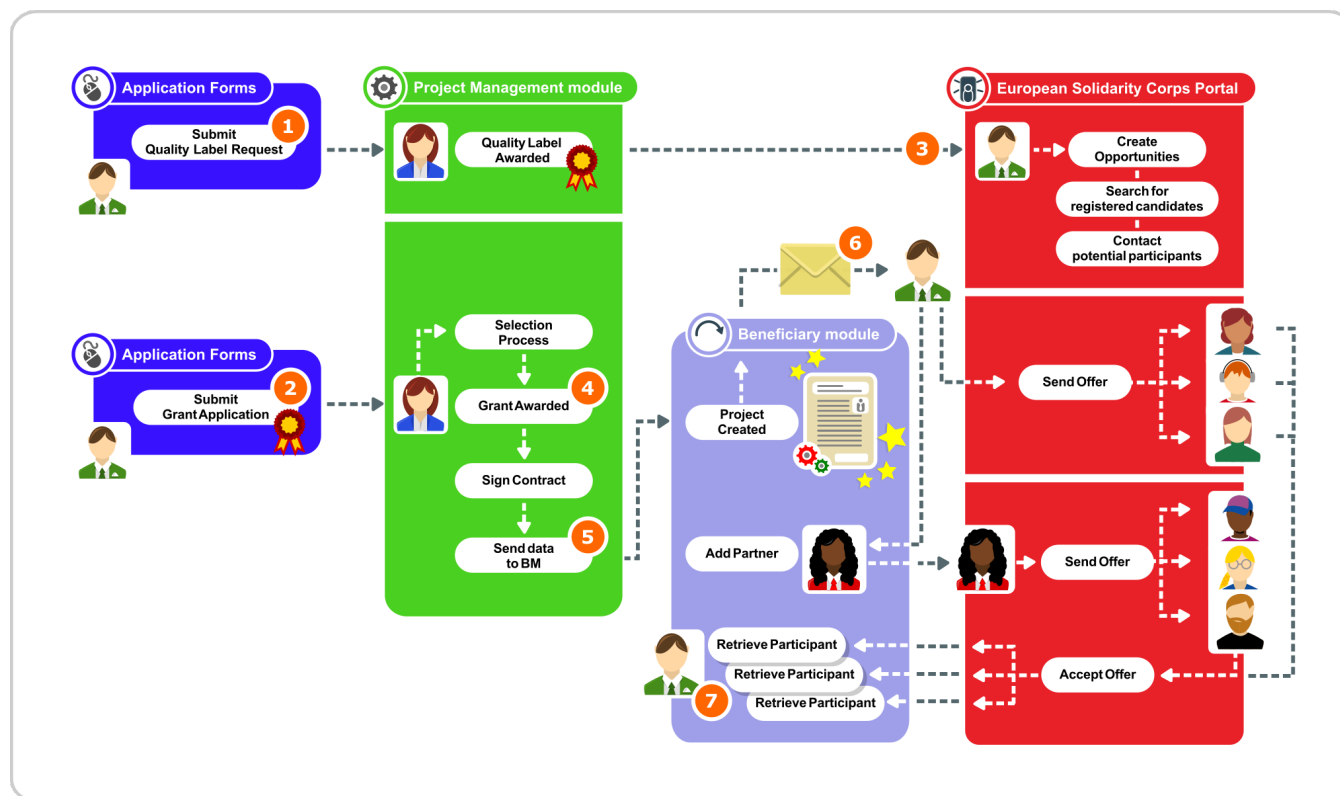 Application Forms
Submit
Quality Label Request
1
Project Management module
Quality Label
Awarded
3
European Solidarity Corps Portal
Create
Opportunities
Search for
registered candidates
Contact
potential participants
Application Forms
Submit
Grant Application
2
Selection
Process
Grant Awarded
4
Sign Contract
Send data
to BM
5
6
Beneficiary module
Project
Created
Add Partner
Send Offer
Send Offer
Accept Offer
Retrieve Participant
Retrieve Participant
Retrieve Participant
7